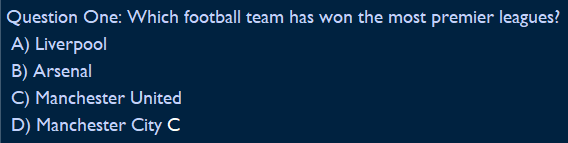 Question One: Which football team has won the most premier leagues?
A) Liverpool
B) Arsenal
C) Manchester United
D) Manchester City C